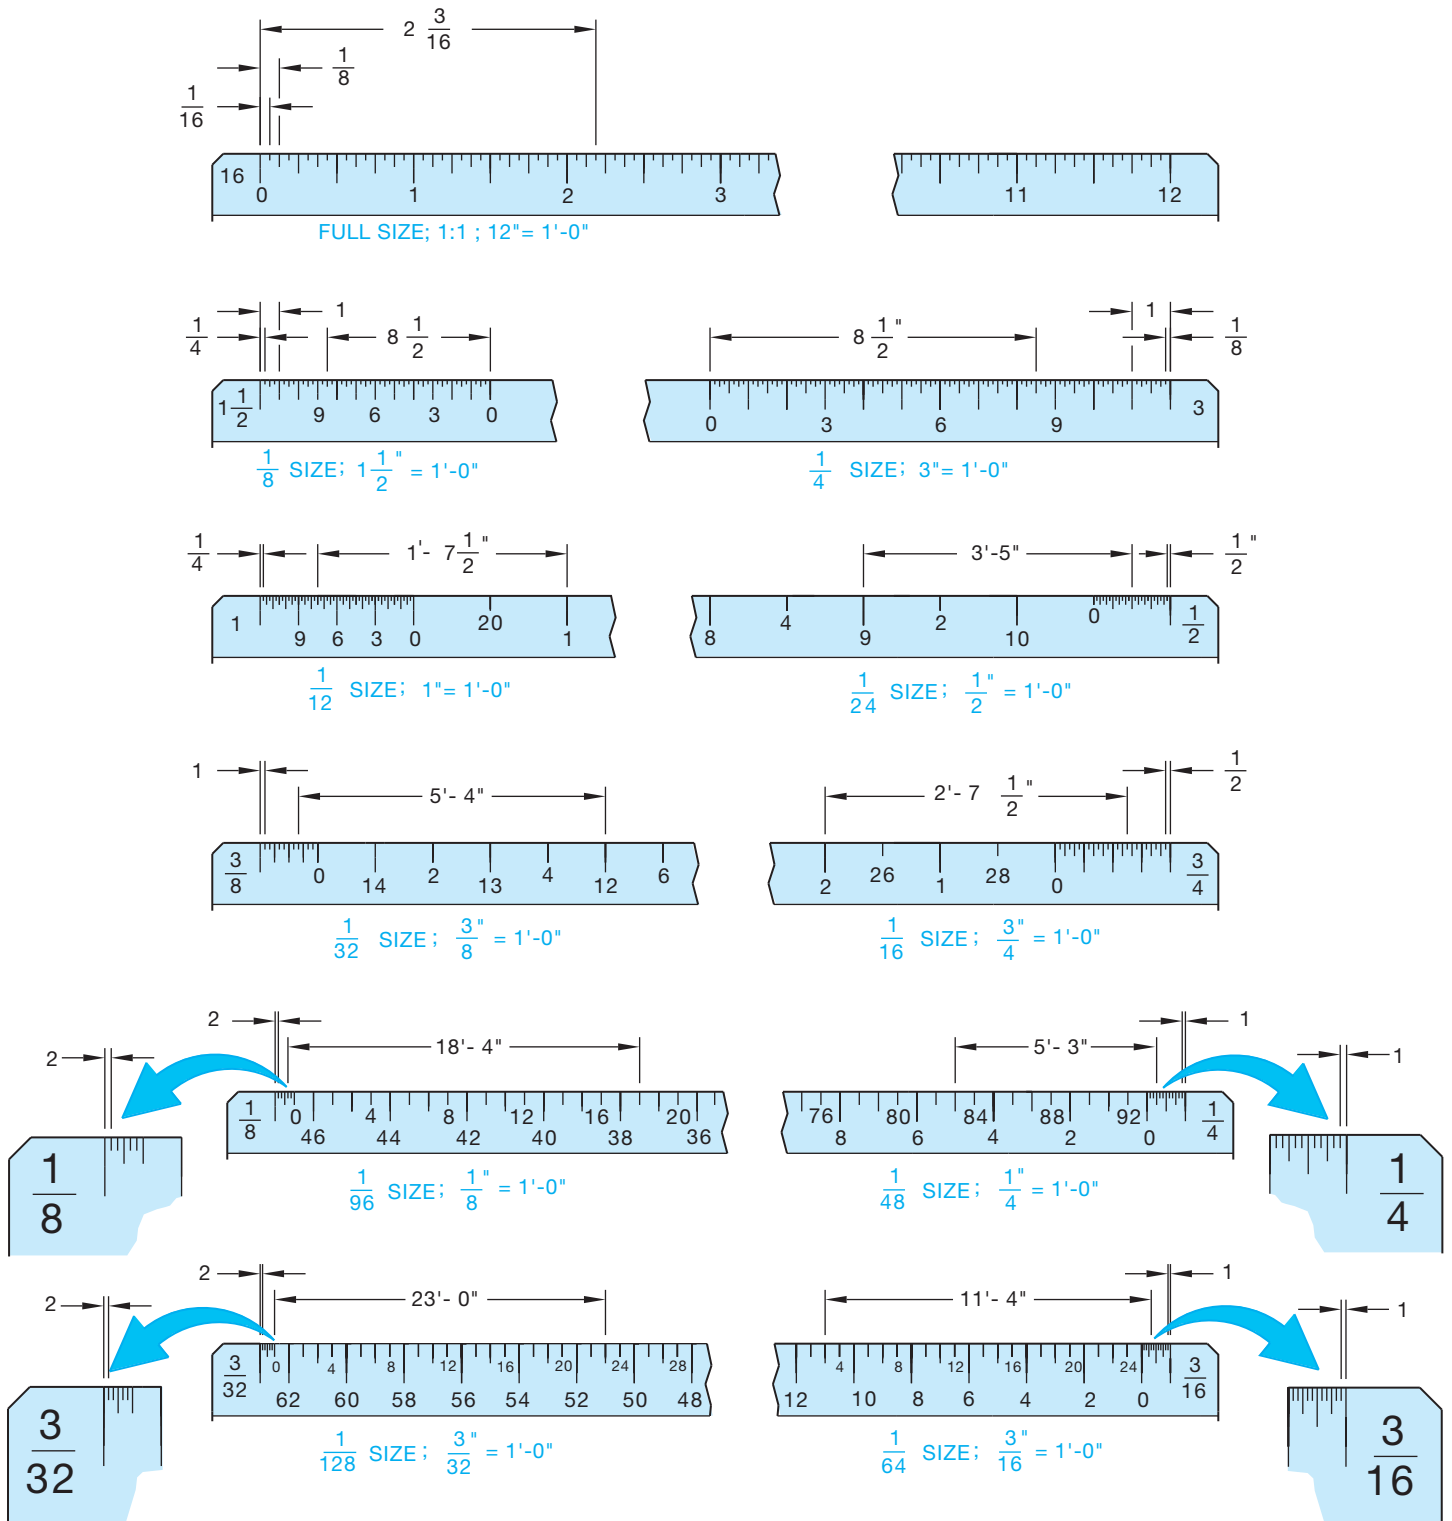 2 3/16
1/8
1/16
16 0 1 2 3 11 12
FULL SIZE; 1:1 ; 12"= 1'-0"
1 1
1/4 8 1/2 8 1/2" 1/8
1 1/2 9 6 3 0 0 3 6 9 3
1/8 SIZE; 1 1/2" = 1'-0" 1/4 SIZE; 3"= 1'-0"
1/4 1'- 7 1/2" 3'-5" 1/2"
1 9 6 3 0 20 1 8 4 9 2 10 0 1/2
1/12 SIZE; 1"= 1'-0" 1/24 SIZE; 1/2" = 1'-0"
1 5'- 4" 2'- 7 1/2" 1/2
3/8 0 14 2 13 4 12 6 2 26 1 28 0 3/4
1/32 SIZE; 3/8" = 1'-0" 1/16 SIZE; 3/4" = 1'-0"
2 1
2 18'- 4" 5'- 3" 1
1/8 0 4 8 12 16 20 76 80 84 88 92 1/4
46 44 42 40 38 36 8 6 4 2 0
1/8 1/4
1/96 SIZE; 1/8" = 1'-0" 1/48 SIZE; 1/4" = 1'-0"
2 1
2 23'- 0" 11'- 4" 1
3/32 0 4 8 12 16 20 24 28 4 8 12 16 20 24 3/16
62 60 58 56 54 52 50 48 12 10 8 6 4 2 0
3/32 3/16
1/128 SIZE; 3/32" = 1'-0" 1/64 SIZE; 3/16" = 1'-0"